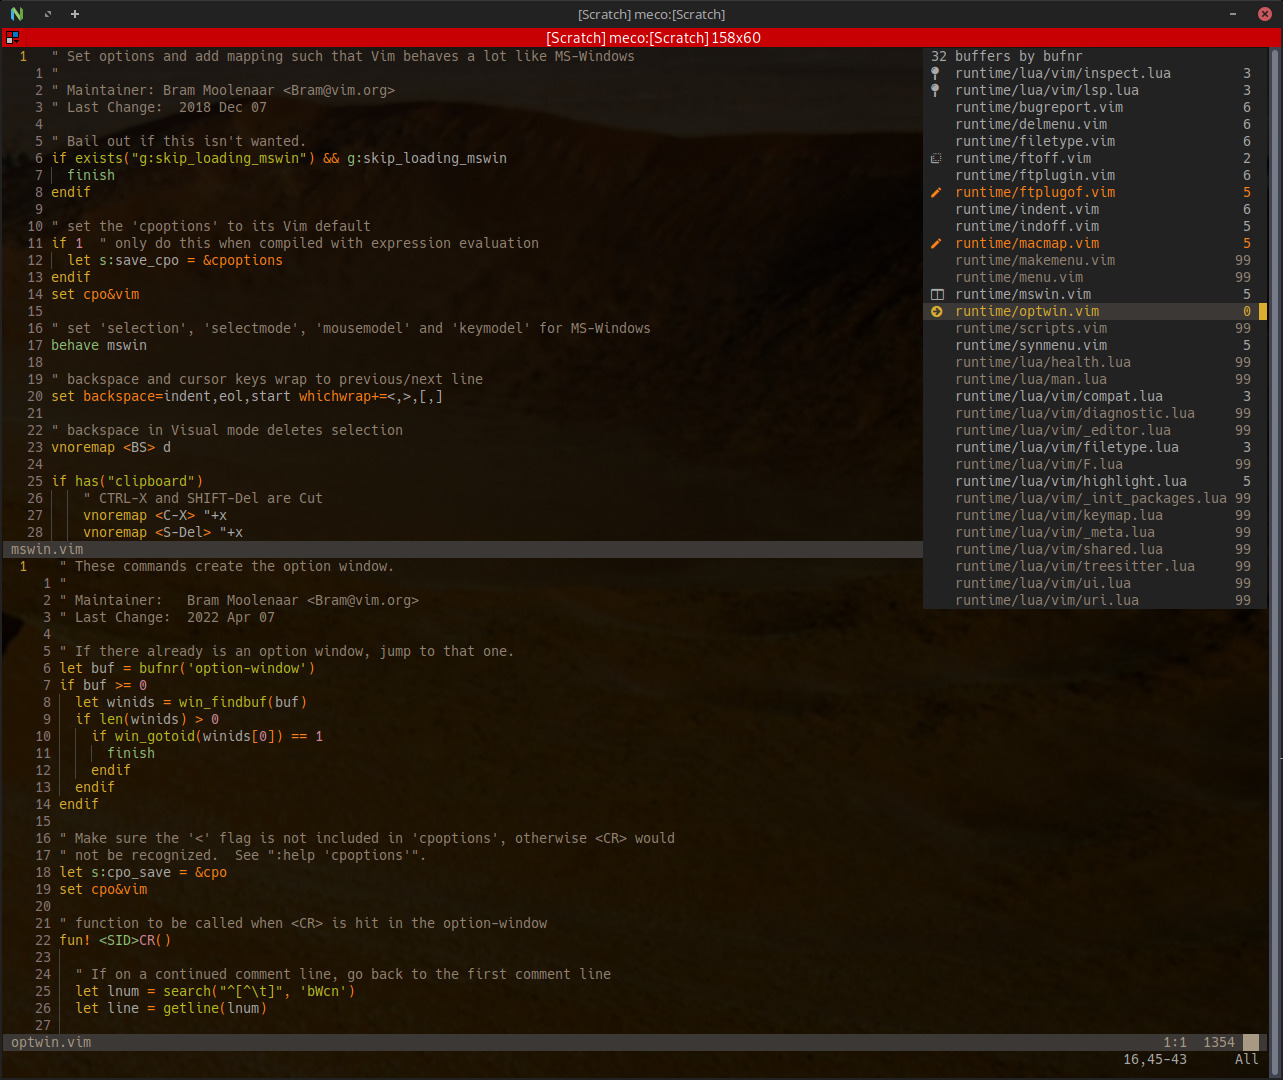 [Scratch] meco:[Scratch]
[Scratch] meco:[Scratch] 158x60
1 " Set options and add mapping such that Vim behaves a lot like MS-Windows
1 "
2 " Maintainer: Bram Moolenaar <Bram@vim.org>
3 " Last Change:  2018 Dec 07
4
5 " Bail out if this isn't wanted.
6 if exists("g:skip_loading_mswin") && g:skip_loading_mswin
7   finish
8 endif
9
10 " set the 'cpoptions' to its Vim default
11 if 1  " only do this when compiled with expression evaluation
12   let s:save_cpo = &cpoptions
13 endif
14 set cpo&vim
15
16 " set 'selection', 'selectmode', 'mousemodel' and 'keymodel' for MS-Windows
17 behave mswin
18
19 " backspace and cursor keys wrap to previous/next line
20 set backspace=indent,eol,start whichwrap+=<,>,[,]
21
22 " backspace in Visual mode deletes selection
23 vnoremap <BS> d
24
25 if has("clipboard")
26     " CTRL-X and SHIFT-Del are Cut
27     vnoremap <C-X> "+x
28     vnoremap <S-Del> "+x
mswin.vim
32 buffers by bufnr
runtime/lua/vim/inspect.lua 3
runtime/lua/vim/lsp.lua 3
runtime/bugreport.vim 6
runtime/delmenu.vim 6
runtime/filetype.vim 6
runtime/ftoff.vim 2
runtime/ftplugin.vim 6
runtime/ftplugof.vim 5
runtime/indent.vim 6
runtime/indoff.vim 5
runtime/macmap.vim 5
runtime/makemenu.vim 99
runtime/menu.vim 99
runtime/mswin.vim 5
runtime/optwin.vim 0
runtime/scripts.vim 99
runtime/synmenu.vim 5
runtime/lua/health.lua 99
runtime/lua/man.lua 99
runtime/lua/vim/compat.lua 3
runtime/lua/vim/diagnostic.lua 99
runtime/lua/vim/_editor.lua 99
runtime/lua/vim/filetype.lua 3
runtime/lua/vim/F.lua 99
runtime/lua/vim/highlight.lua 5
runtime/lua/vim/_init_packages.lua 99
runtime/lua/vim/keymap.lua 99
runtime/lua/vim/_meta.lua 99
runtime/lua/vim/shared.lua 99
runtime/lua/vim/treesitter.lua 99
runtime/lua/vim/ui.lua 99
runtime/lua/vim/uri.lua 99
1 " These commands create the option window.
1 "
2 " Maintainer:   Bram Moolenaar <Bram@vim.org>
3 " Last Change:  2022 Apr 07
4
5 " If there already is an option window, jump to that one.
6 let buf = bufnr('option-window')
7 if buf >= 0
8   let winids = win_findbuf(buf)
9   if len(winids) > 0
10     if win_gotoid(winids[0]) == 1
11       finish
12     endif
13   endif
14 endif
15
16 " Make sure the '<' flag is not included in 'cpoptions', otherwise <CR> would
17 " not be recognized.  See ":help 'cpoptions'".
18 let s:cpo_save = &cpo
19 set cpo&vim
20
21 " function to be called when <CR> is hit in the option-window
22 fun! <SID>CR()
23
24   " If on a continued comment line, go back to the first comment line
25   let lnum = search("^[^\t]", 'bWcn')
26   let line = getline(lnum)
27
optwin.vim 1:1 1354
16,45-43 All